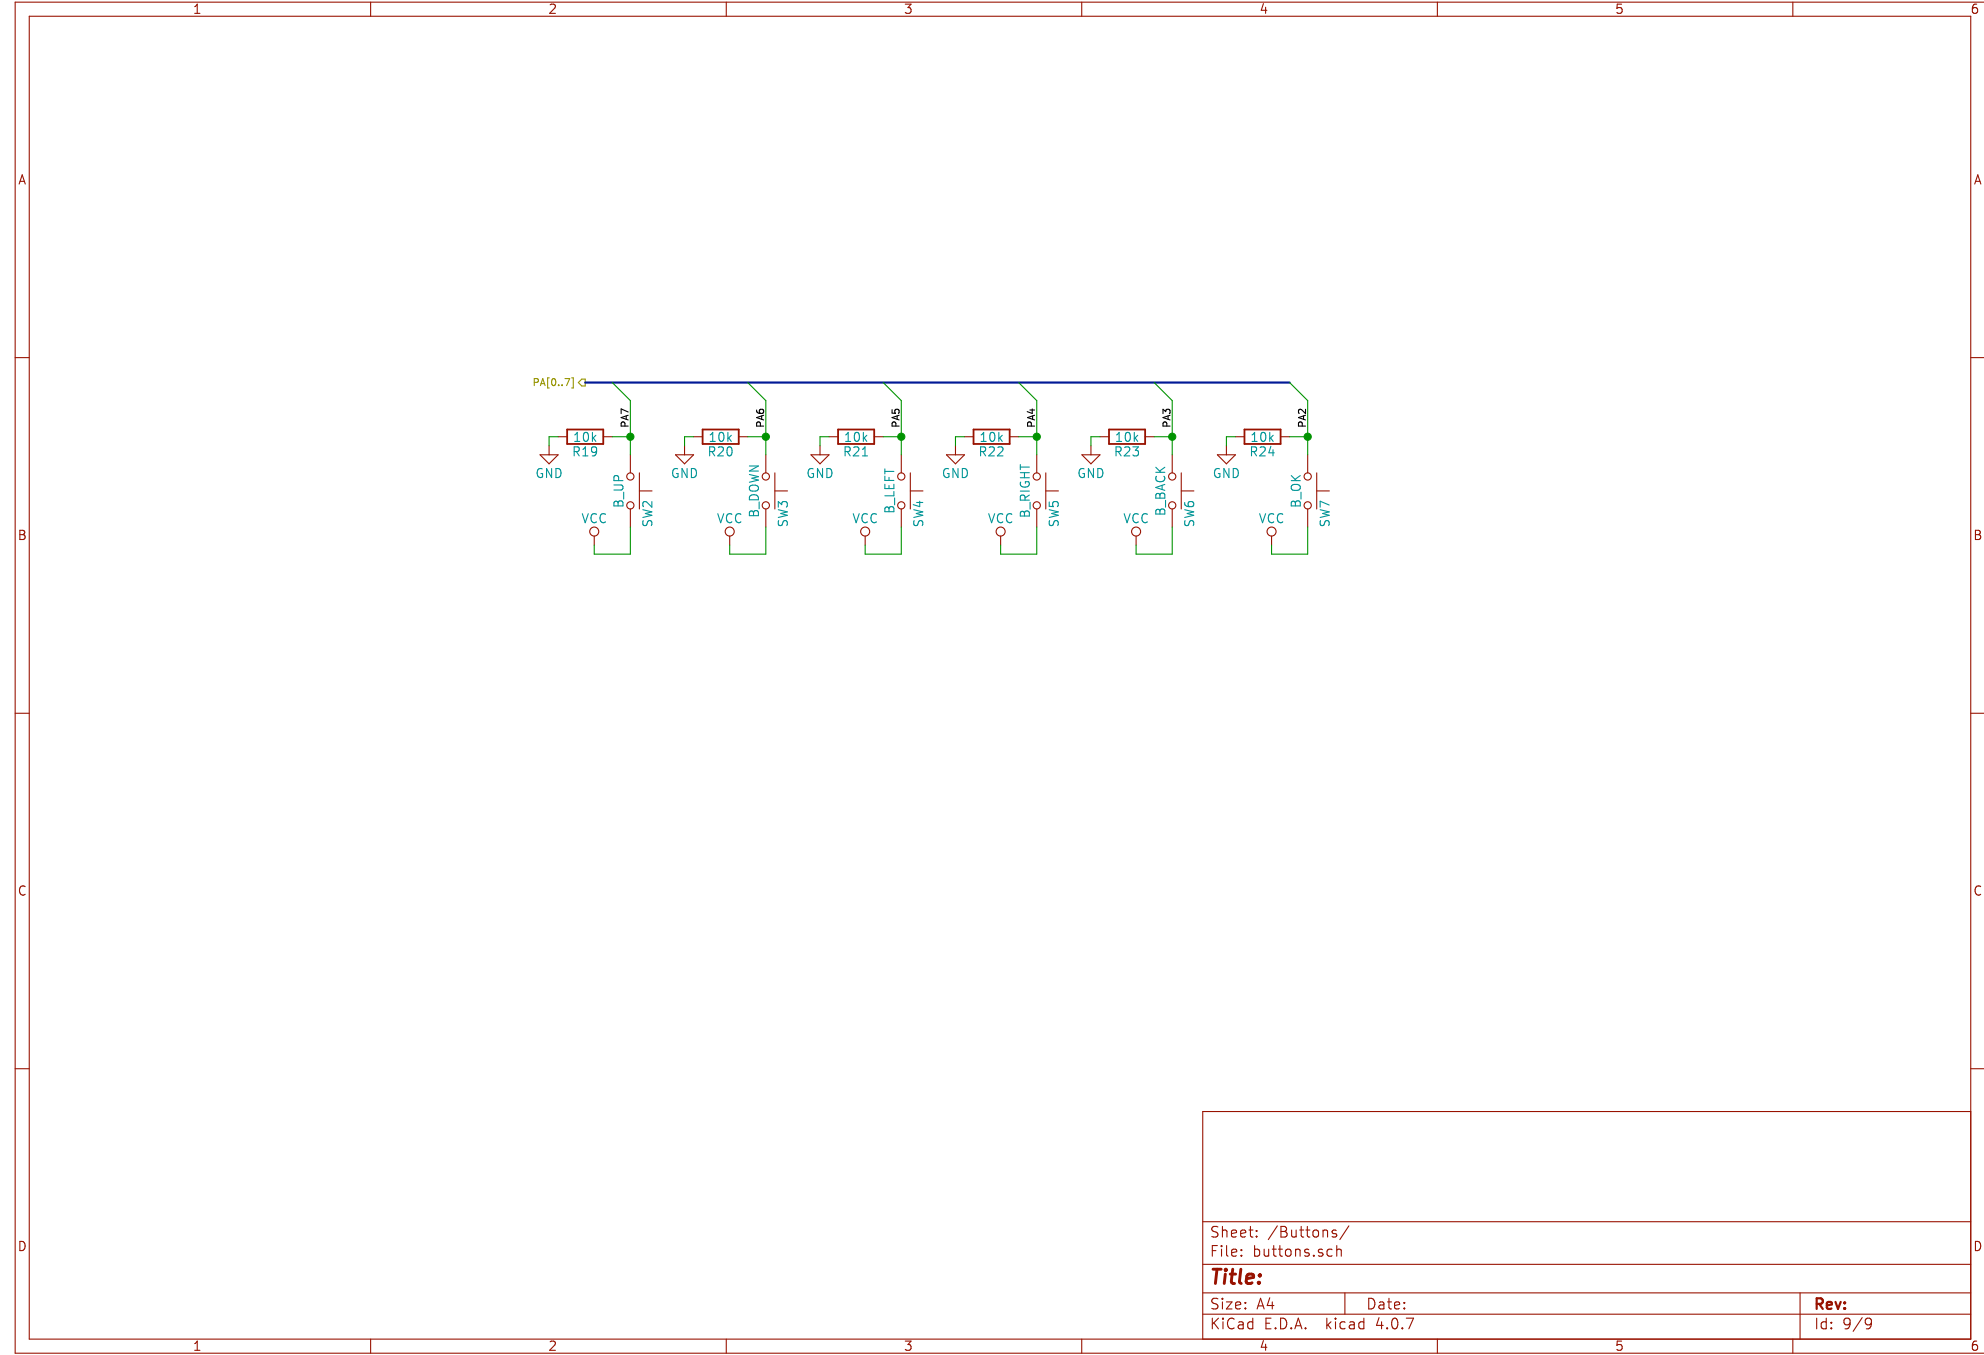 1 2 3 4 5 6
A A
PA[0..7]
PA7 PA6 PA5 PA4 PA3 PA2
10k 10k 10k 10k 10k 10k
R19 R20 R21 R22 R23 R24
GND GND GND GND GND GND
B_UP B_DOWN B_LEFT B_RIGHT B_BACK B_OK
SW2 SW3 SW4 SW5 SW6 SW7
VCC VCC VCC VCC VCC VCC
B B
C C
Sheet: /Buttons/
D D
File: buttons.sch
Title:
Size: A4 Date: Rev:
KiCad E.D.A. kicad 4.0.7 Id: 9/9
1 2 3 4 5 6